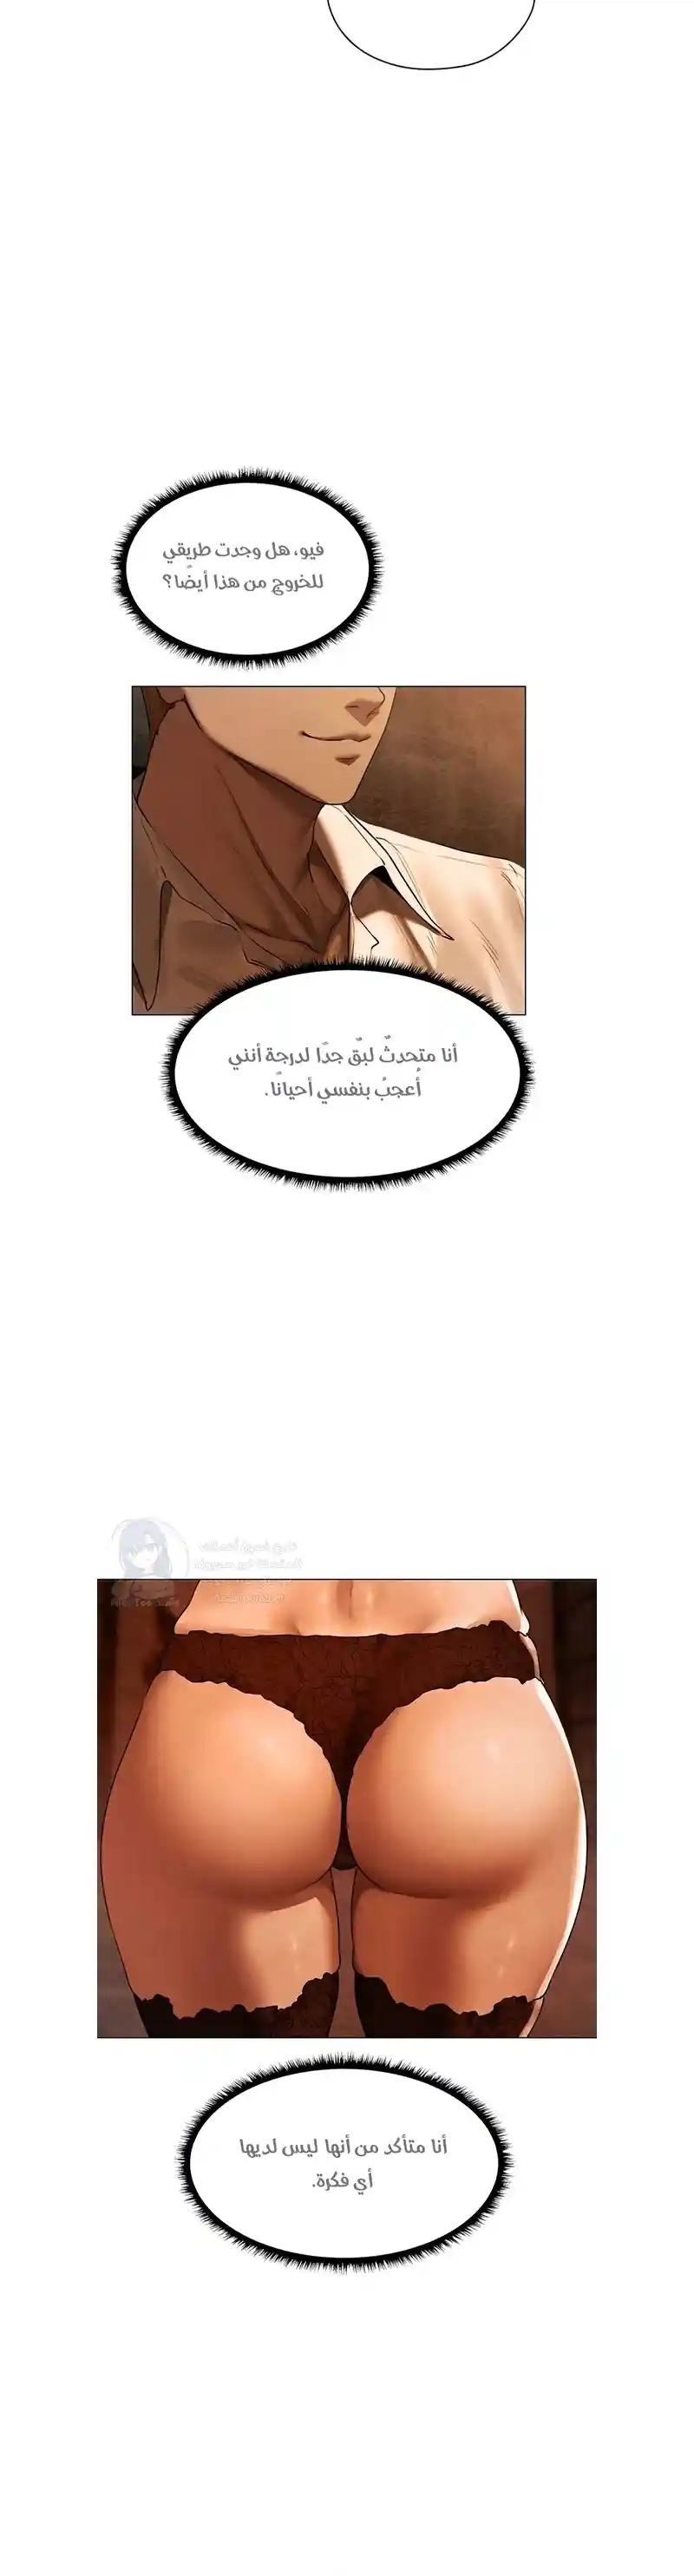 فيو، هل وجدت طريقي
للخروج من هذا أيضًا؟
أنا متحدثٌ لبقٌ جدًا لدرجة أنني
أُعجبُ بنفسي أحيانًا.
أنا متأكد من أنها ليس لديها
أي فكرة.